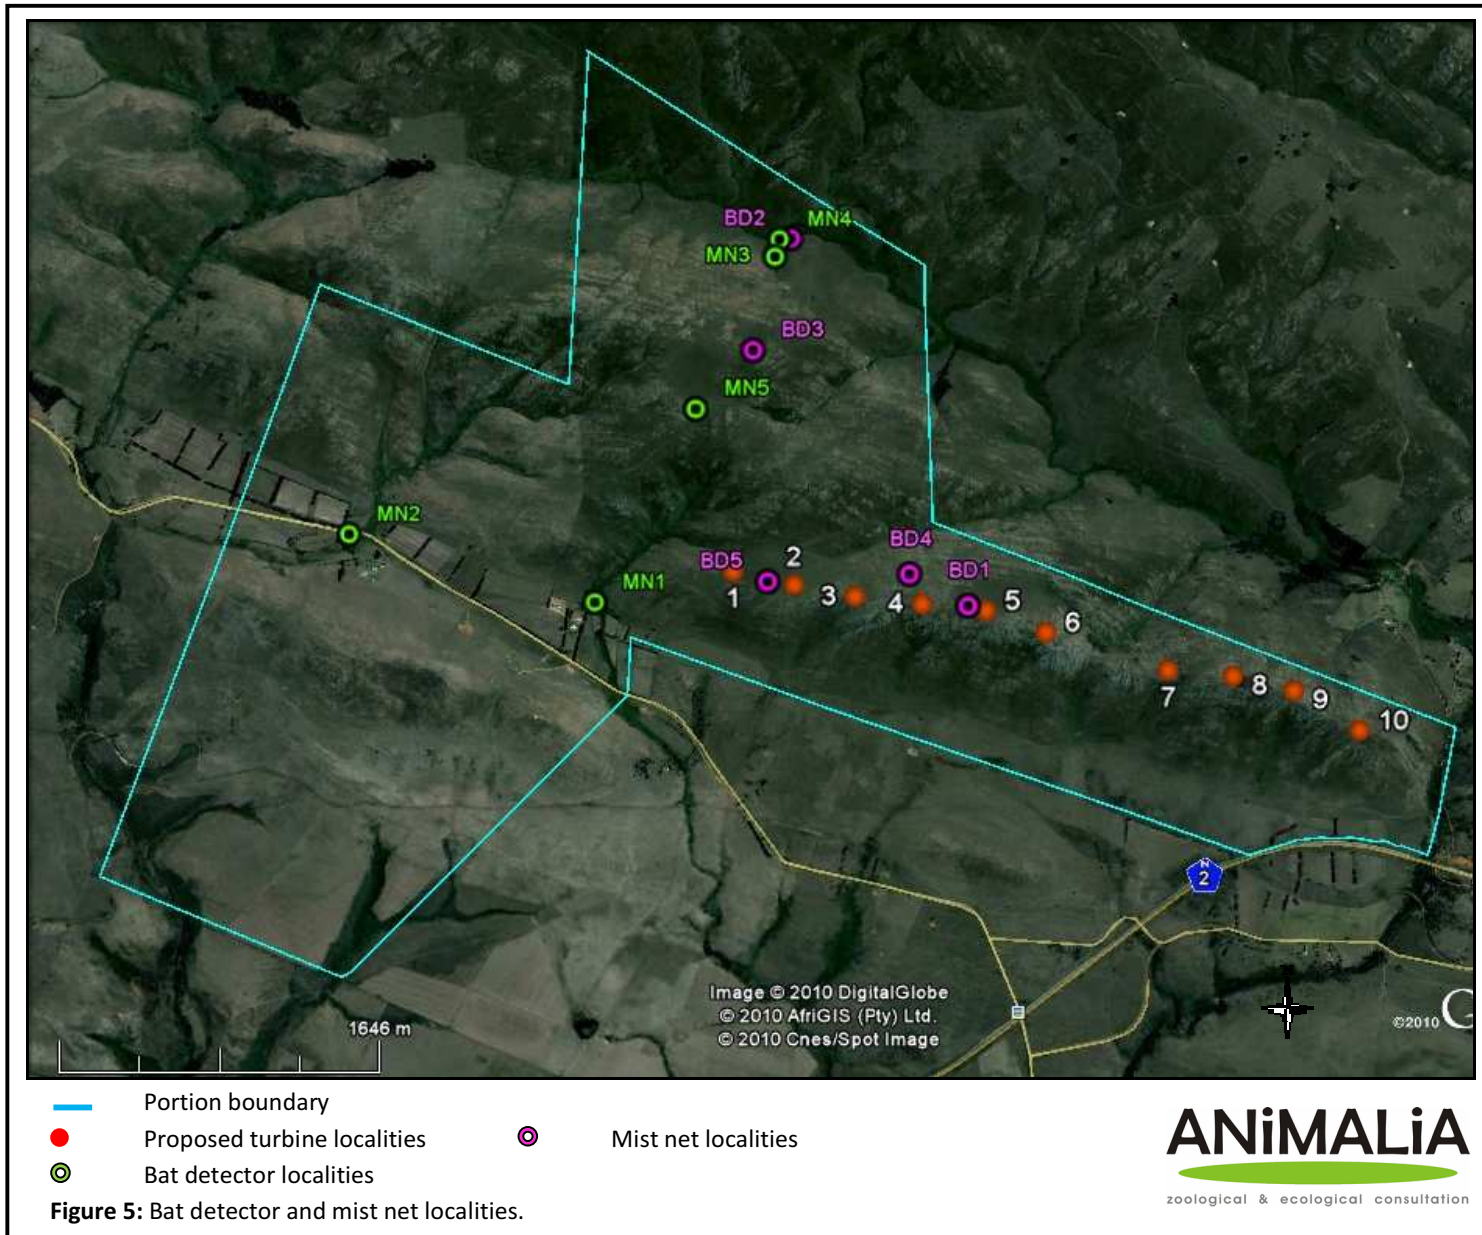 BD2
MN4
MN3
BD3
MN5
MN2
BD4
BD5
2
BD1
MN1
1
3
4
5
6
7
8
9
10
N
2
Image © 2010 DigitalGlobe
© 2010 AfriGIS (Pty) Ltd.
© 2010 Cnes/Spot Image
©2010 G
1646 m
Portion boundary
Proposed turbine localities
Mist net localities
Bat detector localities
Figure 5: Bat detector and mist net localities.
ANiMALiA
zoological & ecological consultation